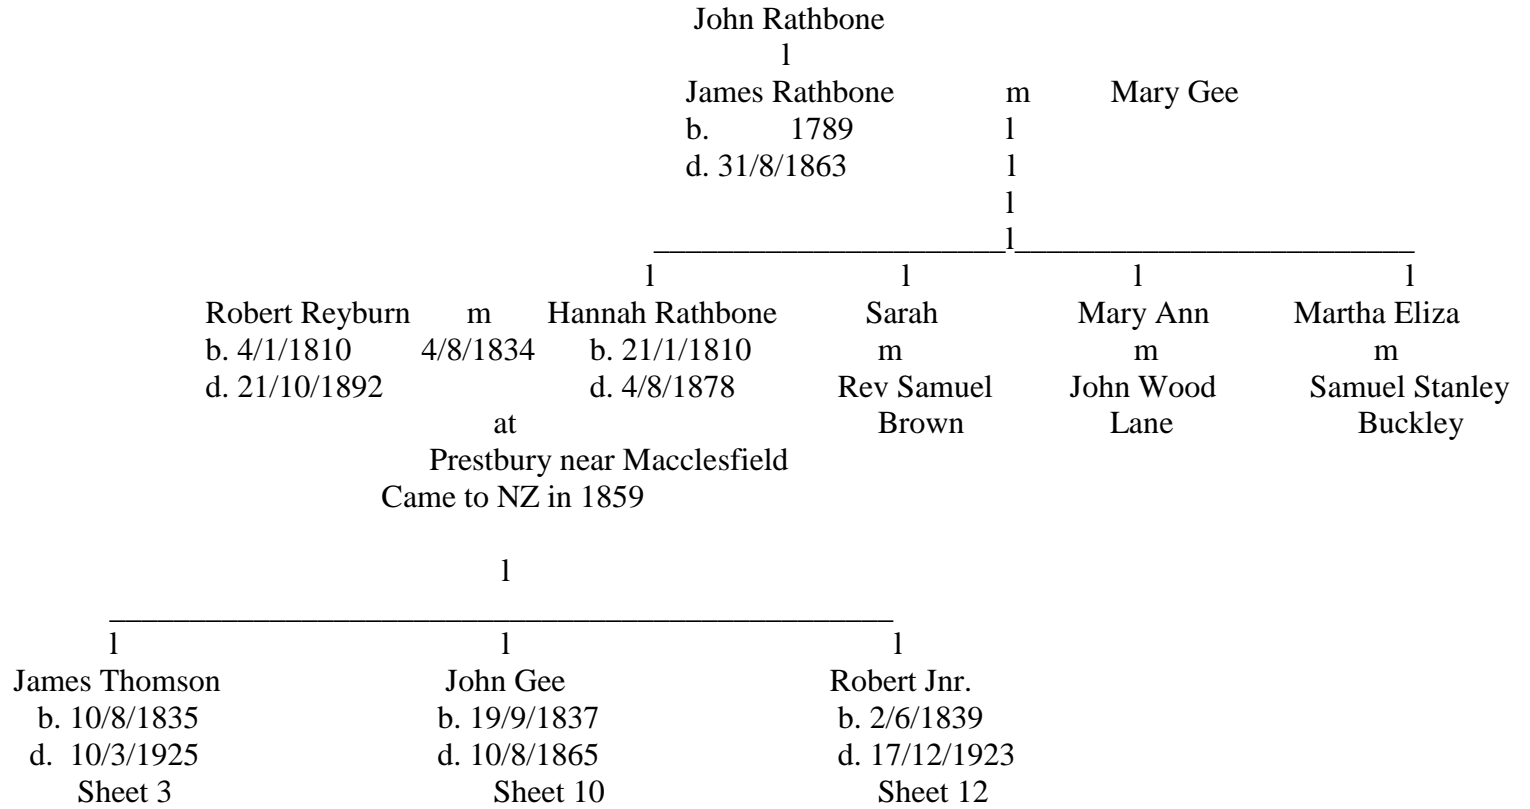 John Rathbone
l
James Rathbone m Mary Gee
b. 1789 l
d. 31/8/1863 l
l
______________________l_________________________
l l l l
Robert Reyburn m Hannah Rathbone Sarah Mary Ann Martha Eliza
b. 4/1/1810 4/8/1834 b. 21/1/1810 m m m
d. 21/10/1892 d. 4/8/1878 Rev Samuel John Wood Samuel Stanley
at Brown Lane Buckley
Prestbury near Macclesfield
Came to NZ in 1859
l
_________________________________________________
l l l
James Thomson John Gee Robert Jnr.
b. 10/8/1835 b. 19/9/1837 b. 2/6/1839
d. 10/3/1925 d. 10/8/1865 d. 17/12/1923
Sheet 3 Sheet 10 Sheet 12